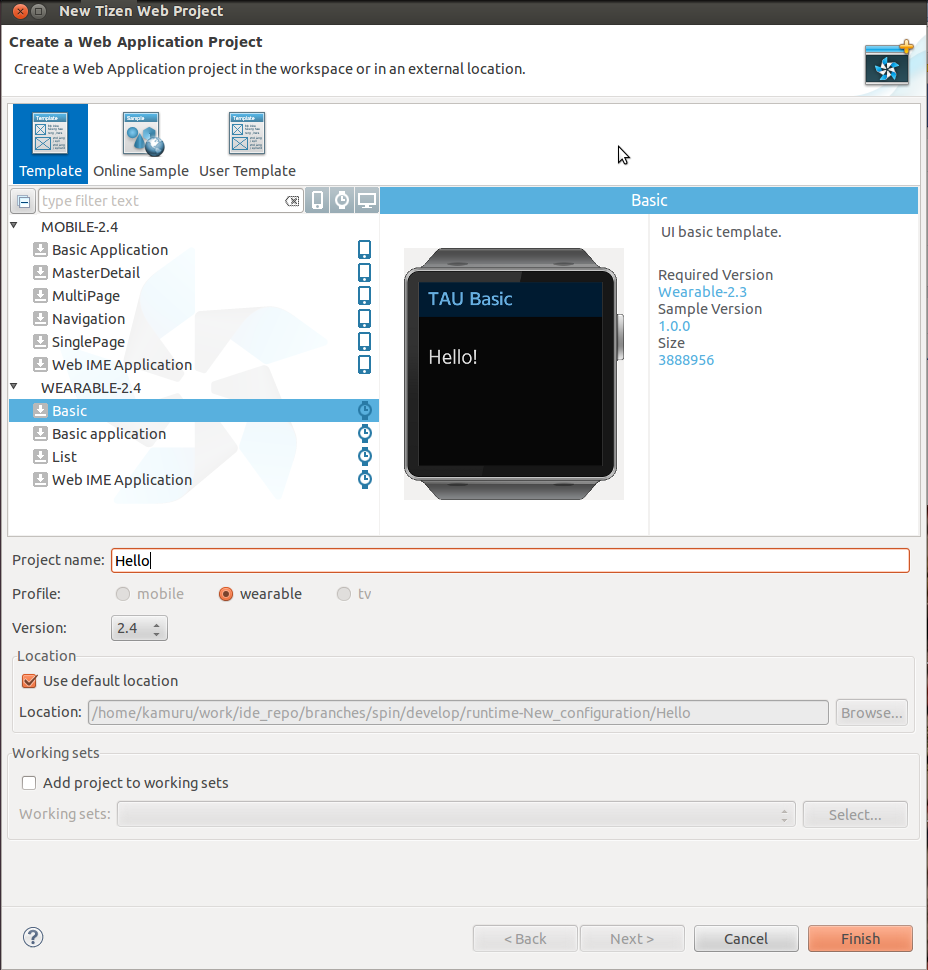 New Tizen Web Project
Create a Web Application Project
Create a Web Application project in the workspace or in an external location.
Template Online Sample User Template
type filter text
Basic
MOBILE-2.4
Basic Application
MasterDetail
MultiPage
Navigation
SinglePage
Web IME Application
WEARABLE-2.4
Basic
Basic application
List
Web IME Application
TAU Basic
Hello!
UI basic template.
Required Version
Wearable-2.3
Sample Version
1.0.0
Size
3888956
Project name: Hello
Profile: mobile wearable tv
Version: 2.4
Location
Use default location
Location: /home/kamuru/work/ide_repo/branches/spin/develop/runtime-New_configuration/Hello Browse...
Working sets
Add project to working sets
Working sets: Select...
? < Back Next > Cancel Finish